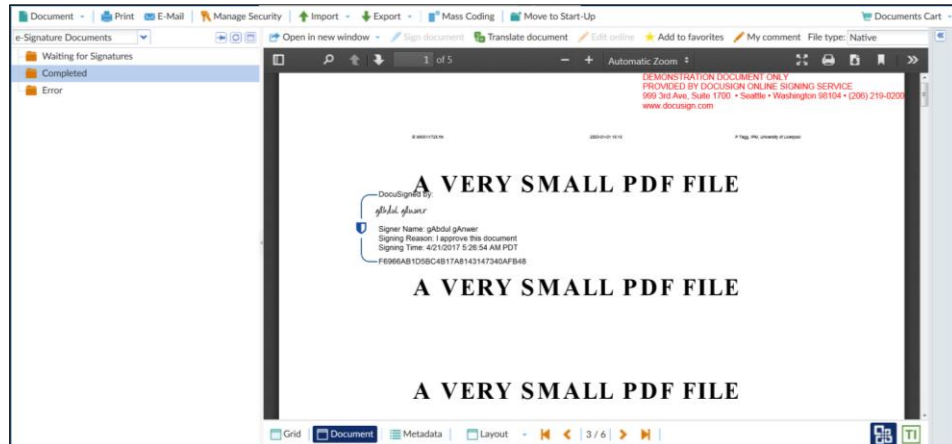 Document Print E-Mail Manage Security Import Export Mass Coding Move to Start-Up Documents Cart
e-Signature Documents Open in new window Sign document Translate document Edit online Add to favorites My comment File type: Native
Waiting for Signatures
Completed
Error
1 of 5 Automatic Zoom
DEMONSTRATION DOCUMENT ONLY
PROVIDED BY DOCUSIGN ONLINE SIGNING SERVICE
999 3rd Ave, Suite 1700 • Seattle • Washington 98104 • (206) 219-0200
www.docusign.com
A VERY SMALL PDF FILE
DocuSigned by:
gAbdul gAnwer
Signer Name: gAbdul gAnwer
Signing Reason: I approve this document
Signing Time: 4/21/2017 5:26:54 AM PDT
F6966AB1D5BC4B17A8143147340AFB48
A VERY SMALL PDF FILE
A VERY SMALL PDF FILE
Grid Document Metadata Layout 3 / 6 TI